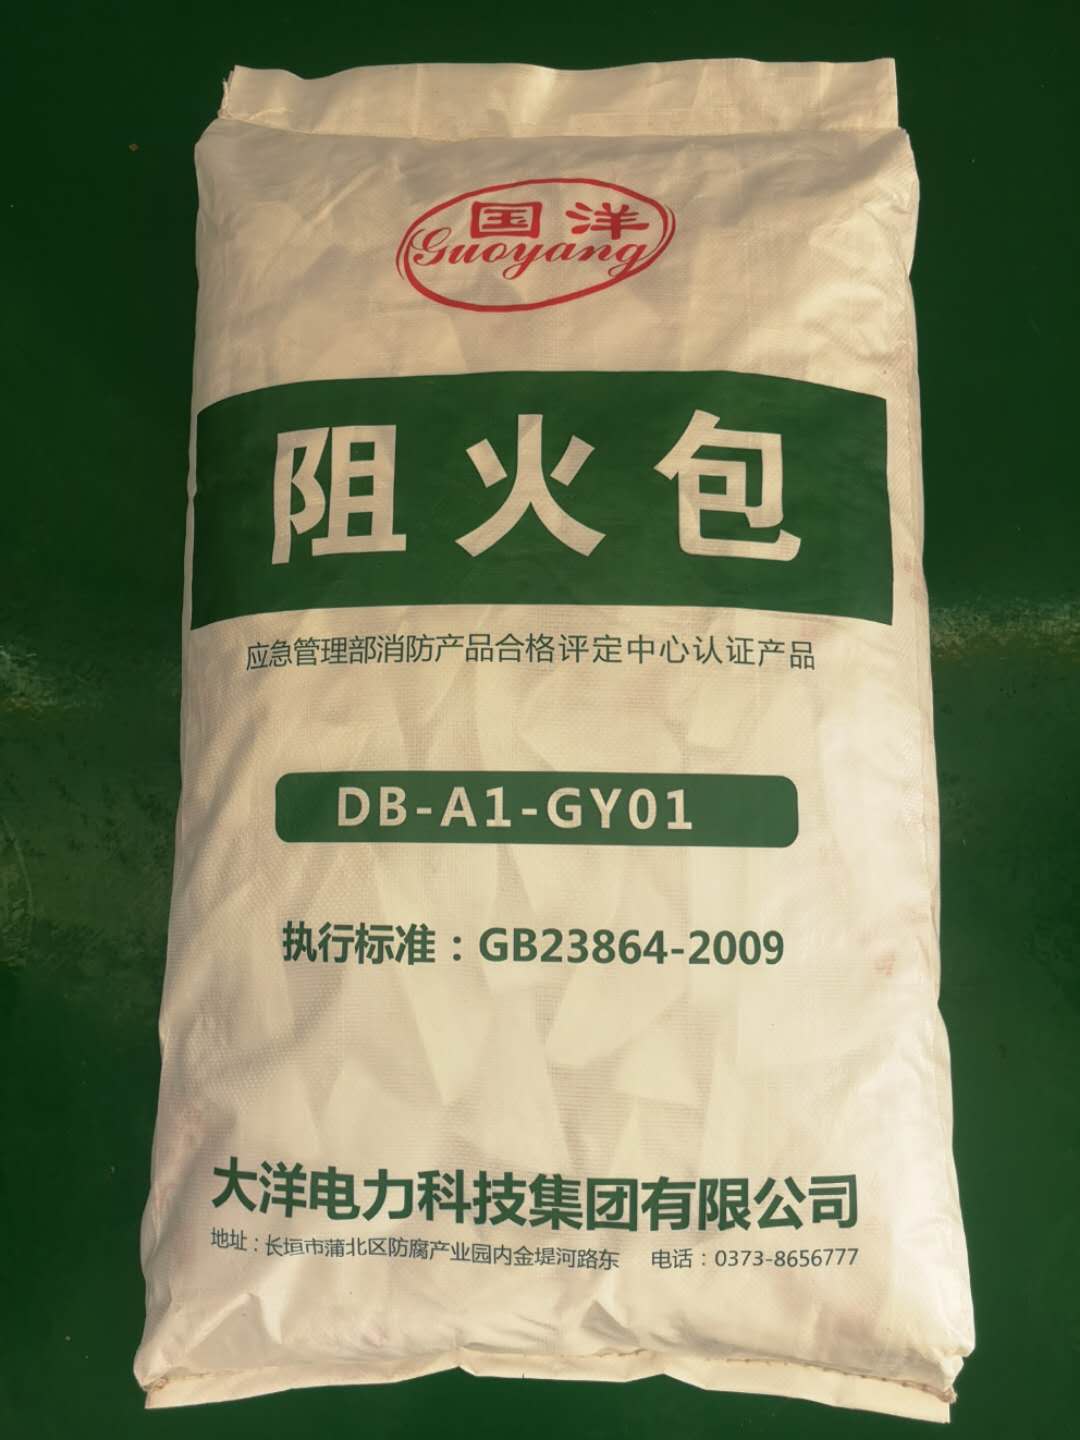 国洋
Guoyang
阻火包
应急管理部消防产品合格评定中心认证产品
DB-A1-GY01
执行标准：GB23864-2009
大洋电力科技集团有限公司
地址：长垣市蒲北区防腐产业园内金堤河路东 电话：0373-8656777